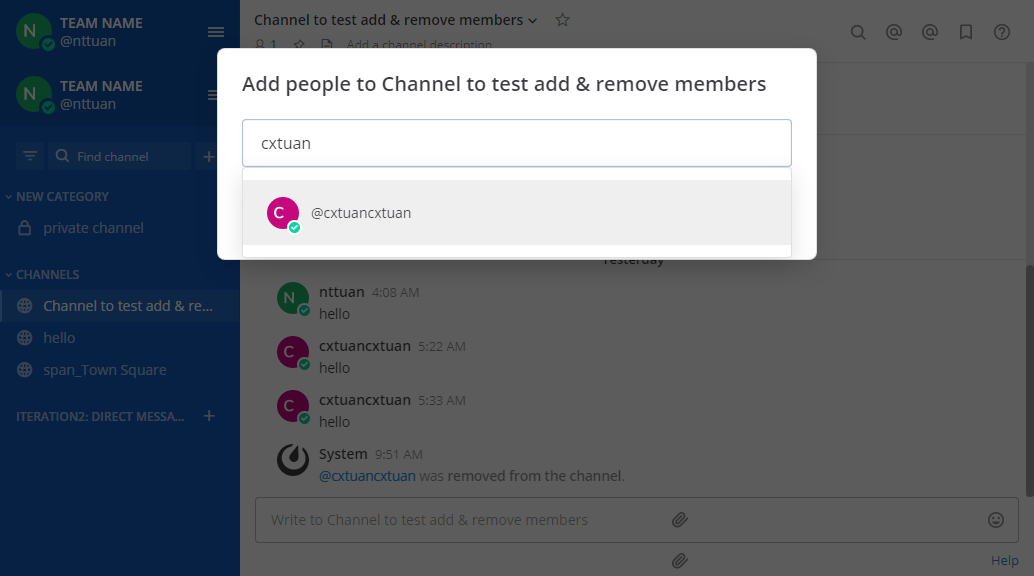 N
TEAM NAME
@nttuan
N
TEAM NAME
@nttuan
Find channel
NEW CATEGORY
private channel
CHANNELS
Channel to test add & re...
hello
span_Town Square
ITERATION2: DIRECT MESSA...
Channel to test add & remove members
1
Add a channel description
Add people to Channel to test add & remove members
cxtuan
C
@cxtuancxtuan
Yesterday
N
nttuan 4:08 AM
hello
C
cxtuancxtuan 5:22 AM
hello
C
cxtuancxtuan 5:33 AM
hello
System 9:51 AM
@cxtuancxtuan was removed from the channel.
Write to Channel to test add & remove members
Help